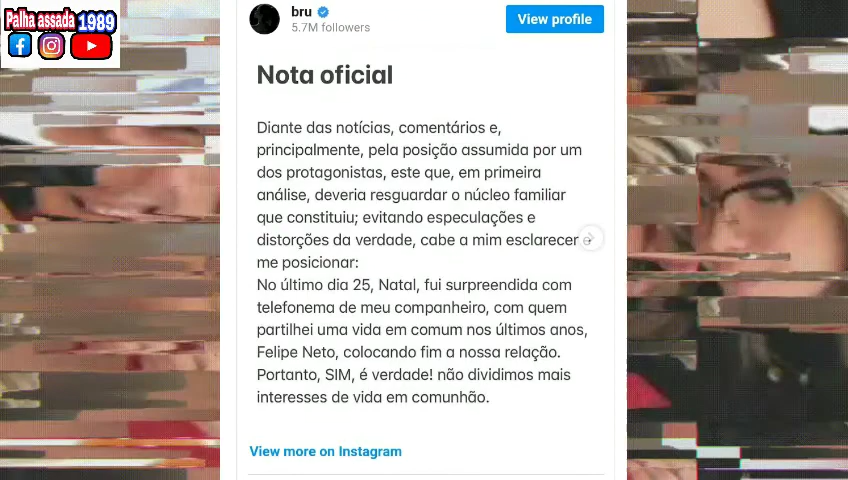 Palha assada 1989
bru
5.7M followers
View profile
Nota oficial
Diante das notícias, comentários e,
principalmente, pela posição assumida por um
dos protagonistas, este que, em primeira
análise, deveria resguardar o núcleo familiar
que constituiu; evitando especulações e
distorções da verdade, cabe a mim esclarecer e
me posicionar:
No último dia 25, Natal, fui surpreendida com
telefonema de meu companheiro, com quem
partilhei uma vida em comum nos últimos anos,
Felipe Neto, colocando fim a nossa relação.
Portanto, SIM, é verdade! não dividimos mais
interesses de vida em comunhão.
View more on Instagram